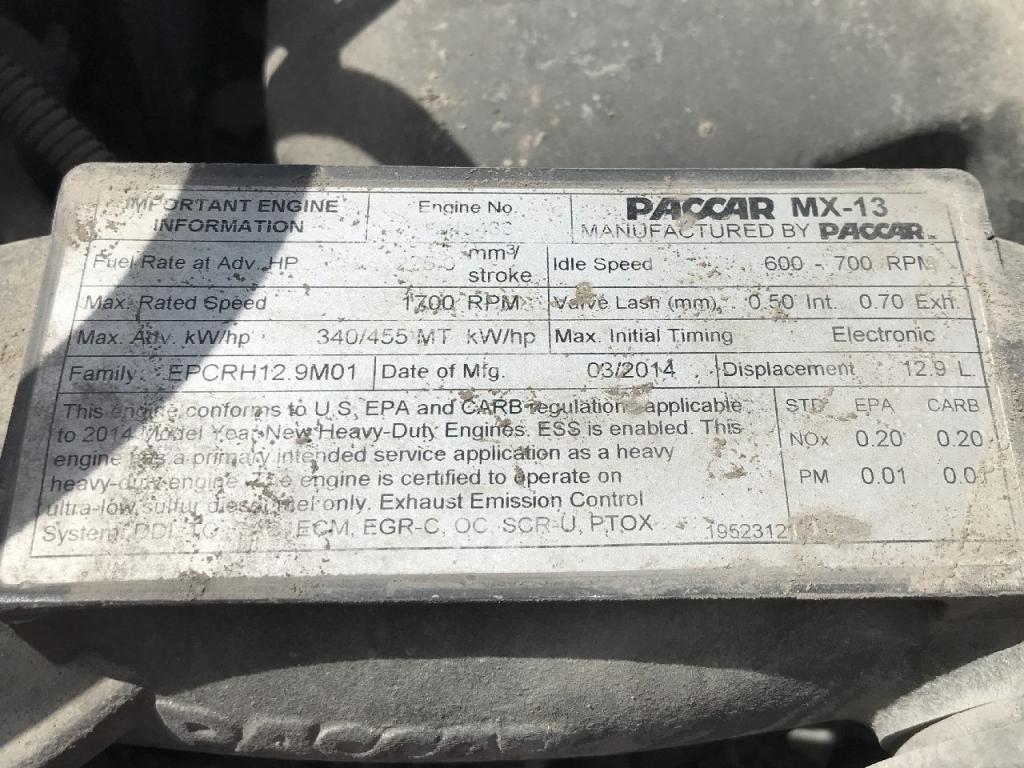 IMPORTANT ENGINE INFORMATION
Engine No.
PACCAR MX-13
MANUFACTURED BY PACCAR
Fuel Rate at Adv. HP mm³/stroke
Idle Speed 600 - 700 RPM
Max. Rated Speed 1700 RPM
Valve Lash (mm) 0.50 Int. 0.70 Exh.
Max. Adv. kW/hp 340/455 MT kW/hp
Max. Initial Timing Electronic
Family: EPCRH12.9M01
Date of Mfg. 03/2014
Displacement 12.9 L
This engine conforms to U.S. EPA and CARB regulations applicable
to 2014 Model Year New Heavy-Duty Engines. ESS is enabled. This
engine has a primary intended service application as a heavy
heavy-duty engine. The engine is certified to operate on
ultra-low sulfur diesel fuel only. Exhaust Emission Control
System: DDI, TC ECM, EGR-C, OC, SCR-U, PTOX
STD EPA CARB
NOx 0.20 0.20
PM 0.01
PACCAR